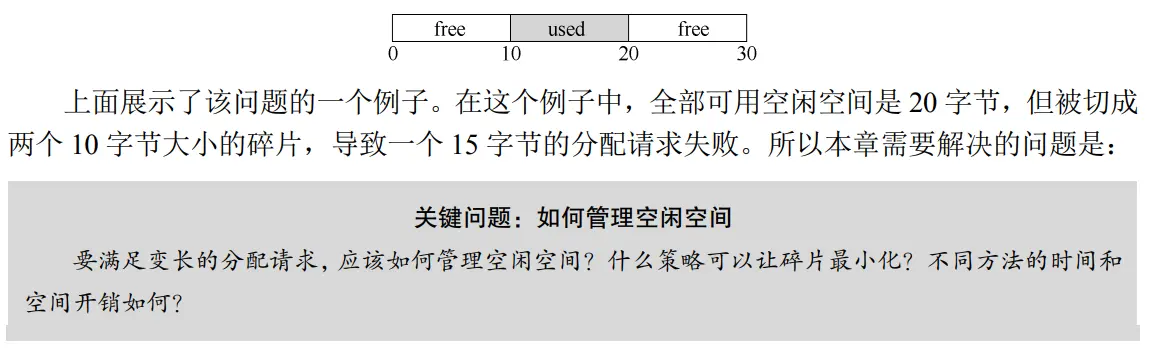 free used free
0 10 20 30
上面展示了该问题的一个例子。在这个例子中，全部可用空闲空间是 20 字节，但被切成
两个 10 字节大小的碎片，导致一个 15 字节的分配请求失败。所以本章需要解决的问题是：
关键问题：如何管理空闲空间
要满足变长的分配请求，应该如何管理空闲空间？什么策略可以让碎片最小化？不同方法的时间和
空间开销如何？